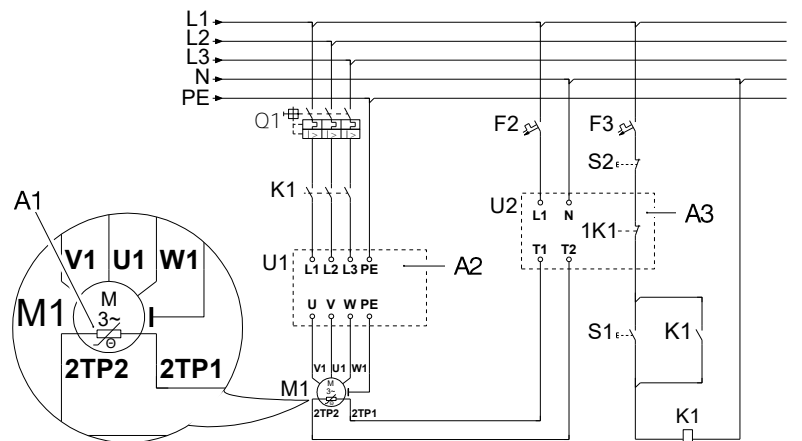 L1
L2
L3
N
PE
Q1
I> I> I>
F2
F3
S2
K1
A1
U2
L1 N
1K1
A3
T1 T2
V1 U1 W1
U1
L1 L2 L3 PE
A2
U V W PE
M1
M
3~
Θ
2TP2 2TP1
S1
K1
V1 U1 W1
M1
M
3~
2TP2 2TP1
K1